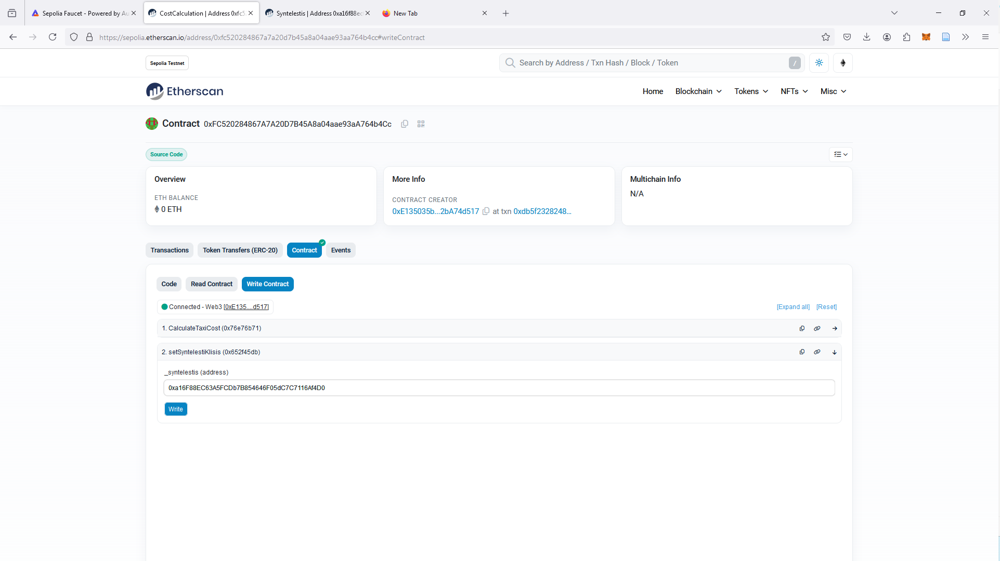 Sepolia Faucet - Powered by Au
CostCalculation | Address 0xfc5
Syntelestis | Address 0xa16f88ec
New Tab
https://sepolia.etherscan.io/address/0xfc520284867a7a20d7b45a8a04aae93aa764b4cc#writeContract
Sepolia Testnet
Search by Address / Txn Hash / Block / Token
/
Etherscan
Home
Blockchain
Tokens
NFTs
Misc
Contract 0xFC520284867A7A20D7B45A8a04aae93aA764b4Cc
Source Code
Overview
ETH BALANCE
0 ETH
More Info
CONTRACT CREATOR
0xE135035b...2bA74d517 at txn 0xdb5f2328248...
Multichain Info
N/A
Transactions
Token Transfers (ERC-20)
Contract
Events
Code
Read Contract
Write Contract
Connected - Web3 [0xE135....d517]
[Expand all]
[Reset]
1. CalculateTaxiCost (0x76e76b71)
2. setSyntelestiKlisis (0x652f45db)
_syntelestis (address)
0xa16F88EC63A5FCDb7B854646F05dC7C7116Af4D0
Write